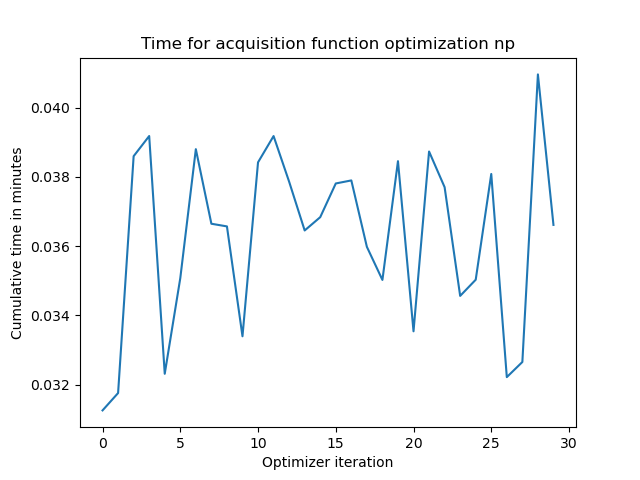 Time for acquisition function optimization np
Cumulative time in minutes
0.040
0.038
0.036
0.034
0.032
0 5 10 15 20 25 30
Optimizer iteration